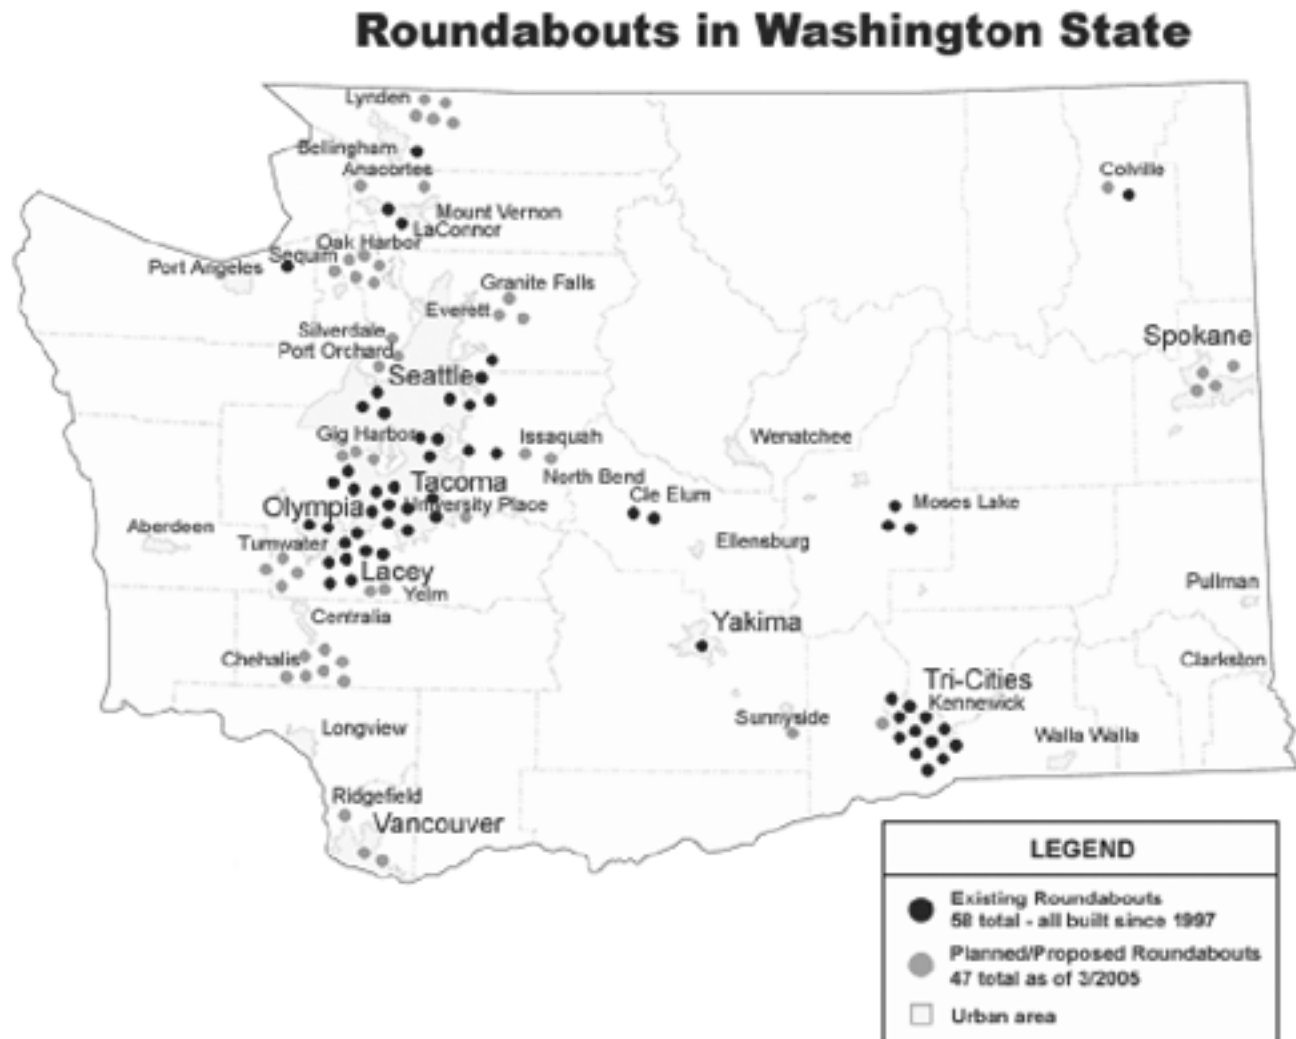 Roundabouts in Washington State
Lynden
Bellingham
Anacortes
Colville
Mount Vernon
LaConnor
Oak Harbor
Sequim
Port Angeles
Granite Falls
Everett
Silverdale
Port Orchard
Spokane
Seattle
Gig Harbor
Issaquah
Wenatchee
North Bend
Tacoma
Cle Elum
Olympia
University Place
Moses Lake
Aberdeen
Tumwater
Ellensburg
Lacey
Yelm
Pullman
Centralia
Yakima
Chehalis
Clarkston
Tri-Cities
Kennewick
Sunnyside
Longview
Walla Walla
Ridgefield
Vancouver
LEGEND
Existing Roundabouts
58 total - all built since 1997
Planned/Proposed Roundabouts
47 total as of 3/2005
Urban area